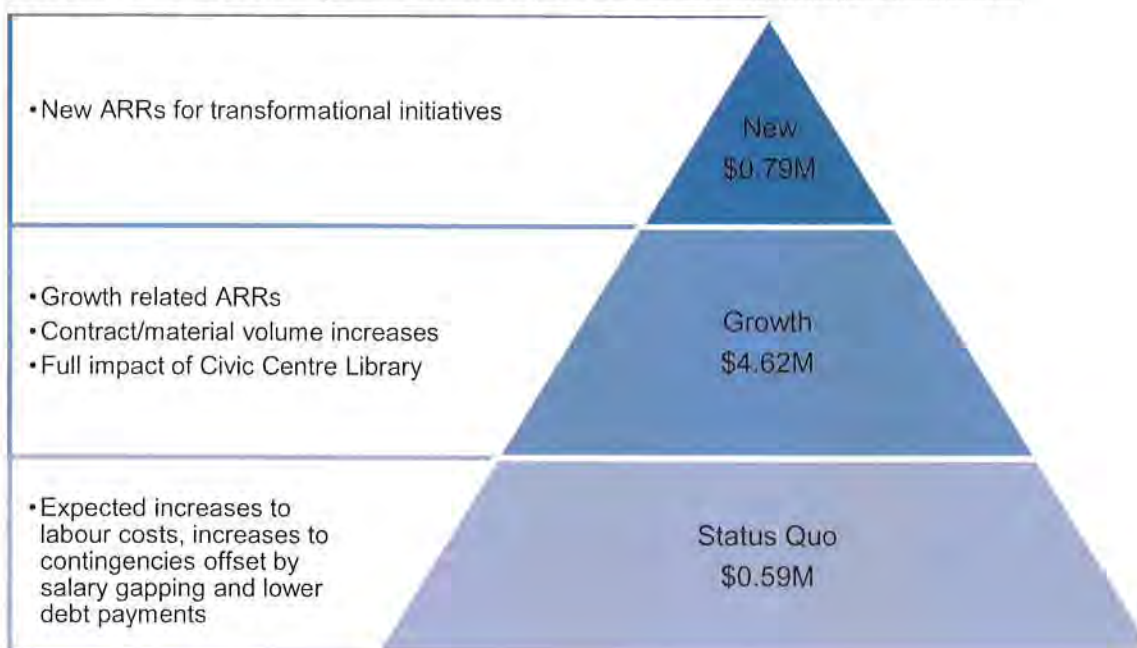 •New ARRs for transformational initiatives
New
$0.79M
•Growth related ARRs
•Contract/material volume increases
•Full impact of Civic Centre Library
Growth
$4.62M
•Expected increases to
labour costs, increases to
contingencies offset by
salary gapping and lower
debt payments
Status Quo
$0.59M